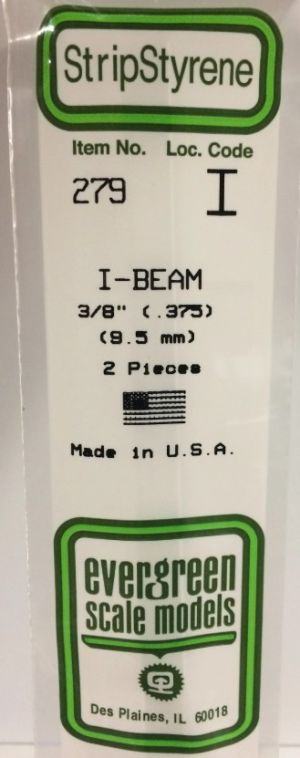 StripStyrene
Item No. Loc. Code
279 I
I-BEAM
3/8" (.375)
(9.5 mm)
2 Pieces
Made in U.S.A.
evergreen
scale models
Des Plaines, IL 60018